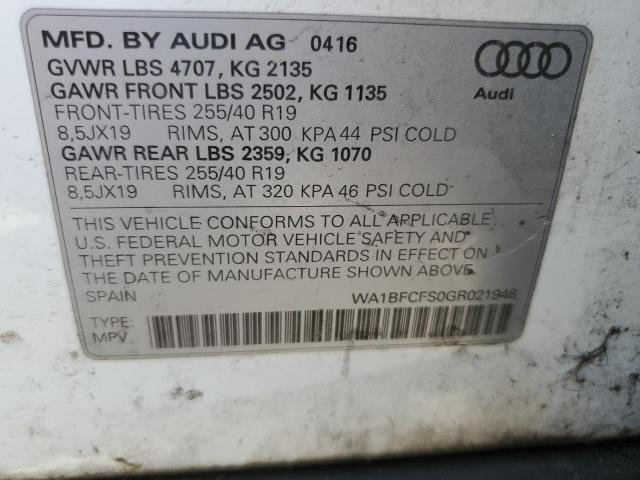 MFD. BY AUDI AG 0416
GVWR LBS 4707, KG 2135
GAWR FRONT LBS 2502, KG 1135
FRONT-TIRES 255/40 R19
8,5JX19 RIMS, AT 300 KPA 44 PSI COLD
GAWR REAR LBS 2359, KG 1070
REAR-TIRES 255/40 R19
8,5JX19 RIMS, AT 320 KPA 46 PSI COLD
Audi
THIS VEHICLE CONFORMS TO ALL APPLICABLE
U.S. FEDERAL MOTOR VEHICLE SAFETY AND
THEFT PREVENTION STANDARDS IN EFFECT ON
THE DATE OF MANUFACTURE SHOWN ABOVE.
SPAIN WA1BFCFS0GR021948
TYPE:
MPV